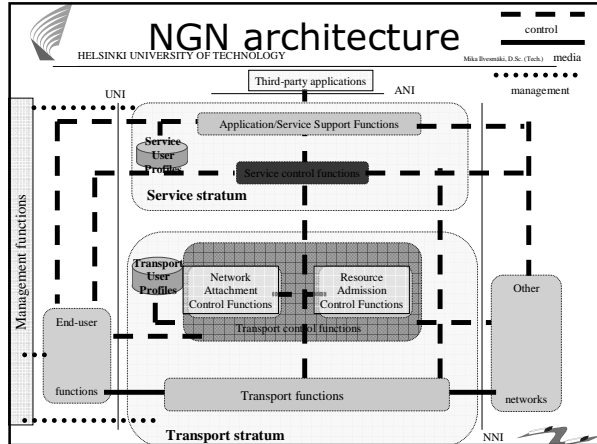 NGN architecture
HELSINKI UNIVERSITY OF TECHNOLOGY
Mika Ilvesmäki, D.Sc. (Tech.)
control
media
management
Third-party applications
UNI
ANI
Application/Service Support Functions
Service
User
Profiles
Service control functions
Service stratum
Management functions
Transport
User
Profiles
Network
Attachment
Control Functions
Resource
Admission
Control Functions
Transport control functions
End-user
functions
Other
networks
Transport functions
Transport stratum
NNI